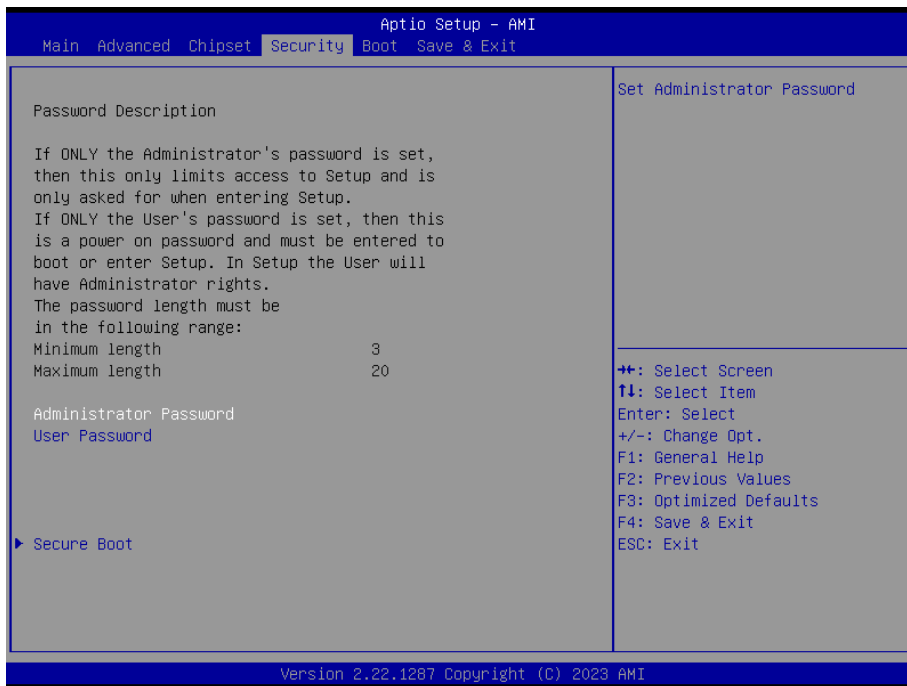 Aptio Setup – AMI
Main Advanced Chipset Security Boot Save & Exit
Password Description
If ONLY the Administrator's password is set,
then this only limits access to Setup and is
only asked for when entering Setup.
If ONLY the User's password is set, then this
is a power on password and must be entered to
boot or enter Setup. In Setup the User will
have Administrator rights.
The password length must be
in the following range:
Minimum length 3
Maximum length 20
Administrator Password
User Password
▶ Secure Boot
Set Administrator Password
→←: Select Screen
↑↓: Select Item
Enter: Select
+/-: Change Opt.
F1: General Help
F2: Previous Values
F3: Optimized Defaults
F4: Save & Exit
ESC: Exit
Version 2.22.1287 Copyright (C) 2023 AMI